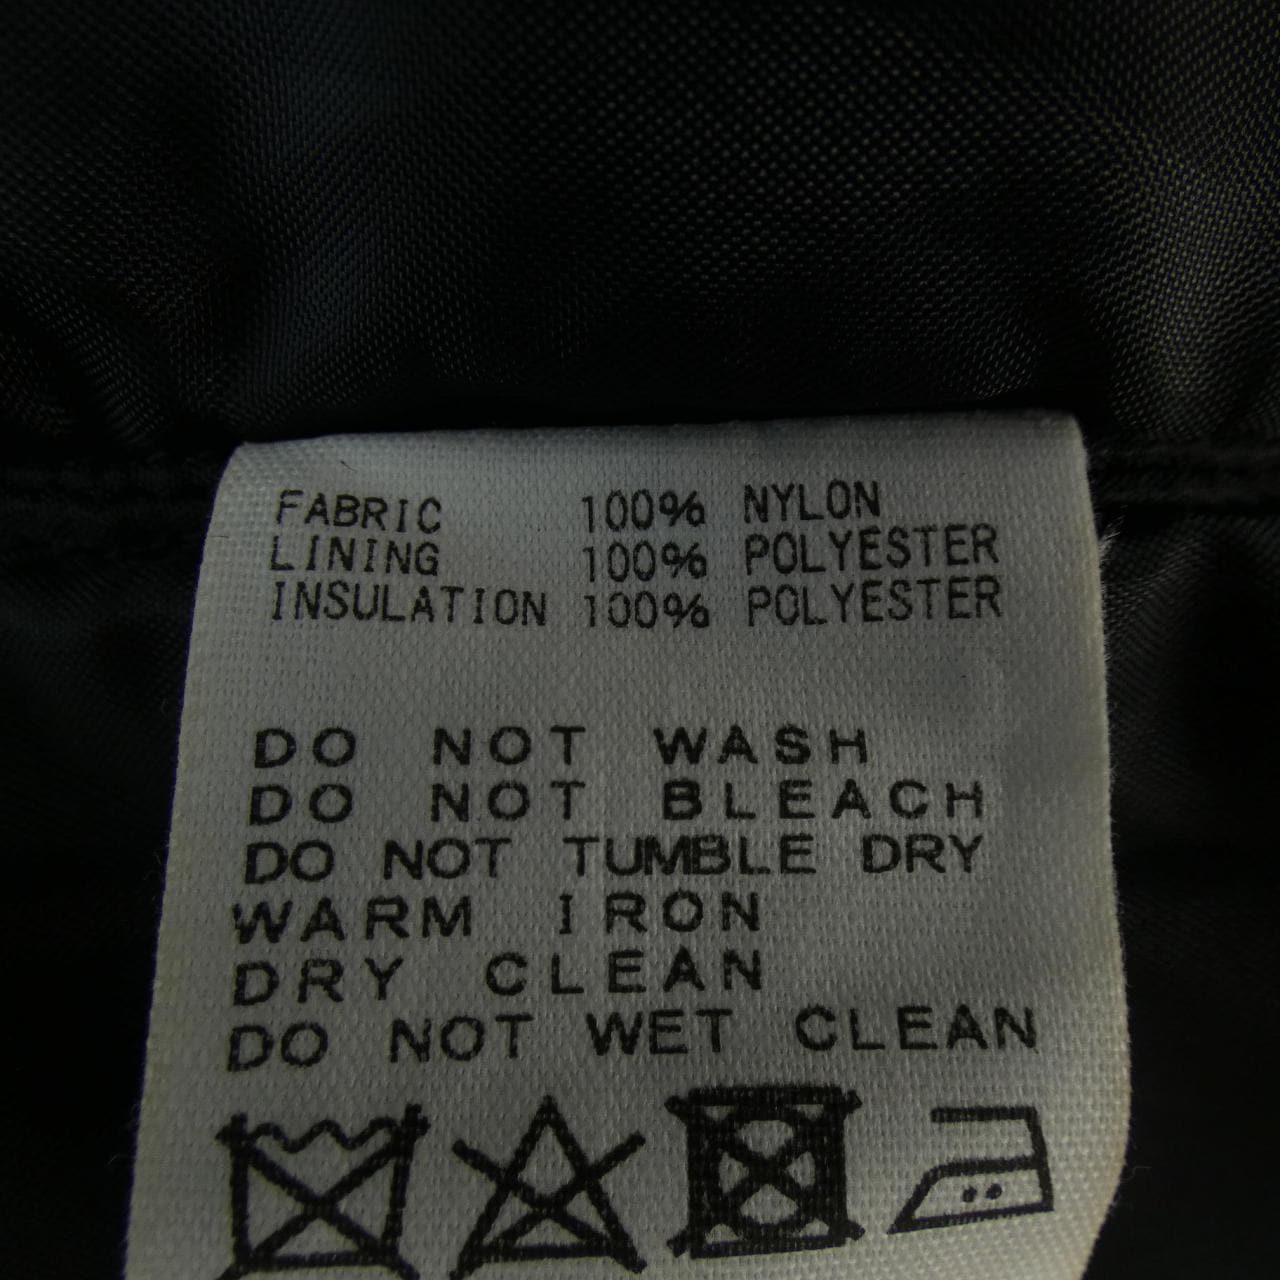 FABRIC 100% NYLON
LINING 100% POLYESTER
INSULATION 100% POLYESTER
DO NOT WASH
DO NOT BLEACH
DO NOT TUMBLE DRY
WARM IRON
DRY CLEAN
DO NOT WET CLEAN